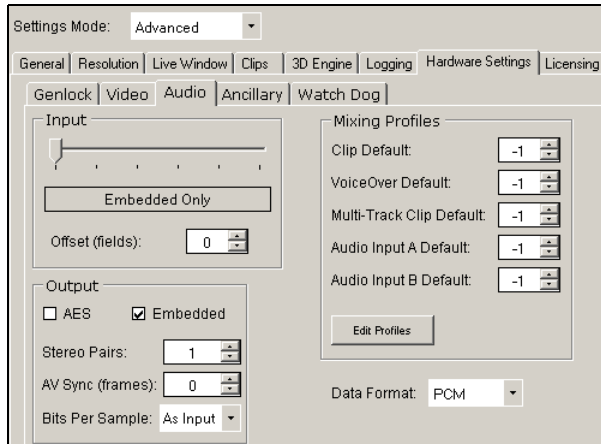 Settings Mode: Advanced
General Resolution Live Window Clips 3D Engine Logging Hardware Settings Licensing
Genlock Video Audio Ancillary Watch Dog
Input
Embedded Only
Offset (fields): 0
Output
AES Embedded
Stereo Pairs: 1
AV Sync (frames): 0
Bits Per Sample: As Input
Mixing Profiles
Clip Default: -1
VoiceOver Default: -1
Multi-Track Clip Default: -1
Audio Input A Default: -1
Audio Input B Default: -1
Edit Profiles
Data Format: PCM